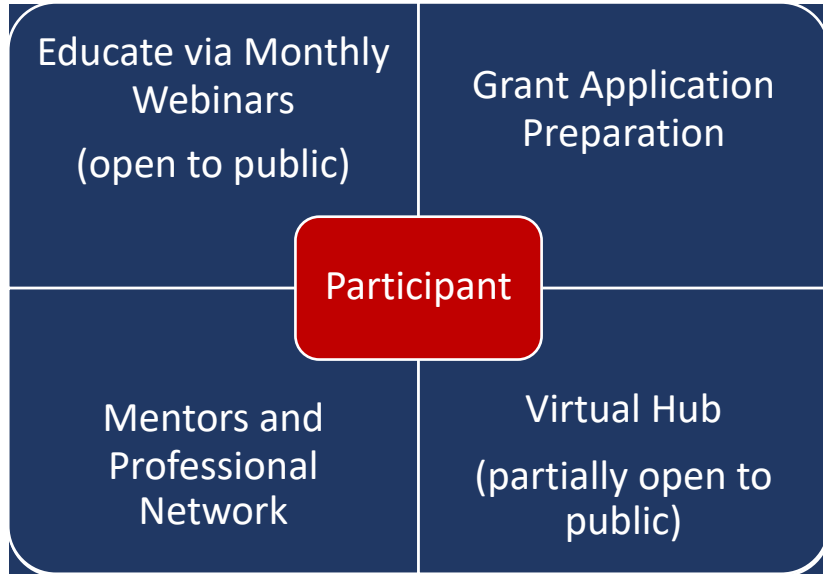 Educate via Monthly
Webinars
(open to public)
Grant Application
Preparation
Participant
Mentors and
Professional
Network
Virtual Hub
(partially open to
public)